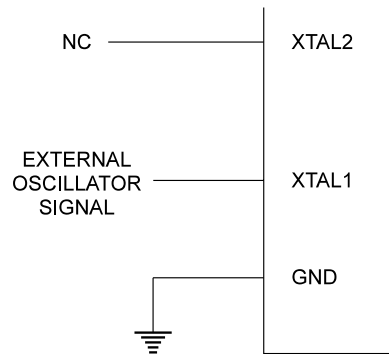 NC XTAL2
EXTERNAL
OSCILLATOR
SIGNAL
XTAL1
GND